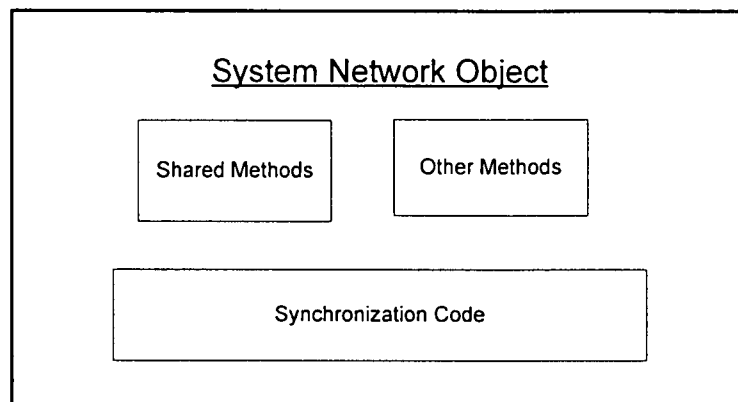 System Network Object
Shared Methods
Other Methods
Synchronization Code